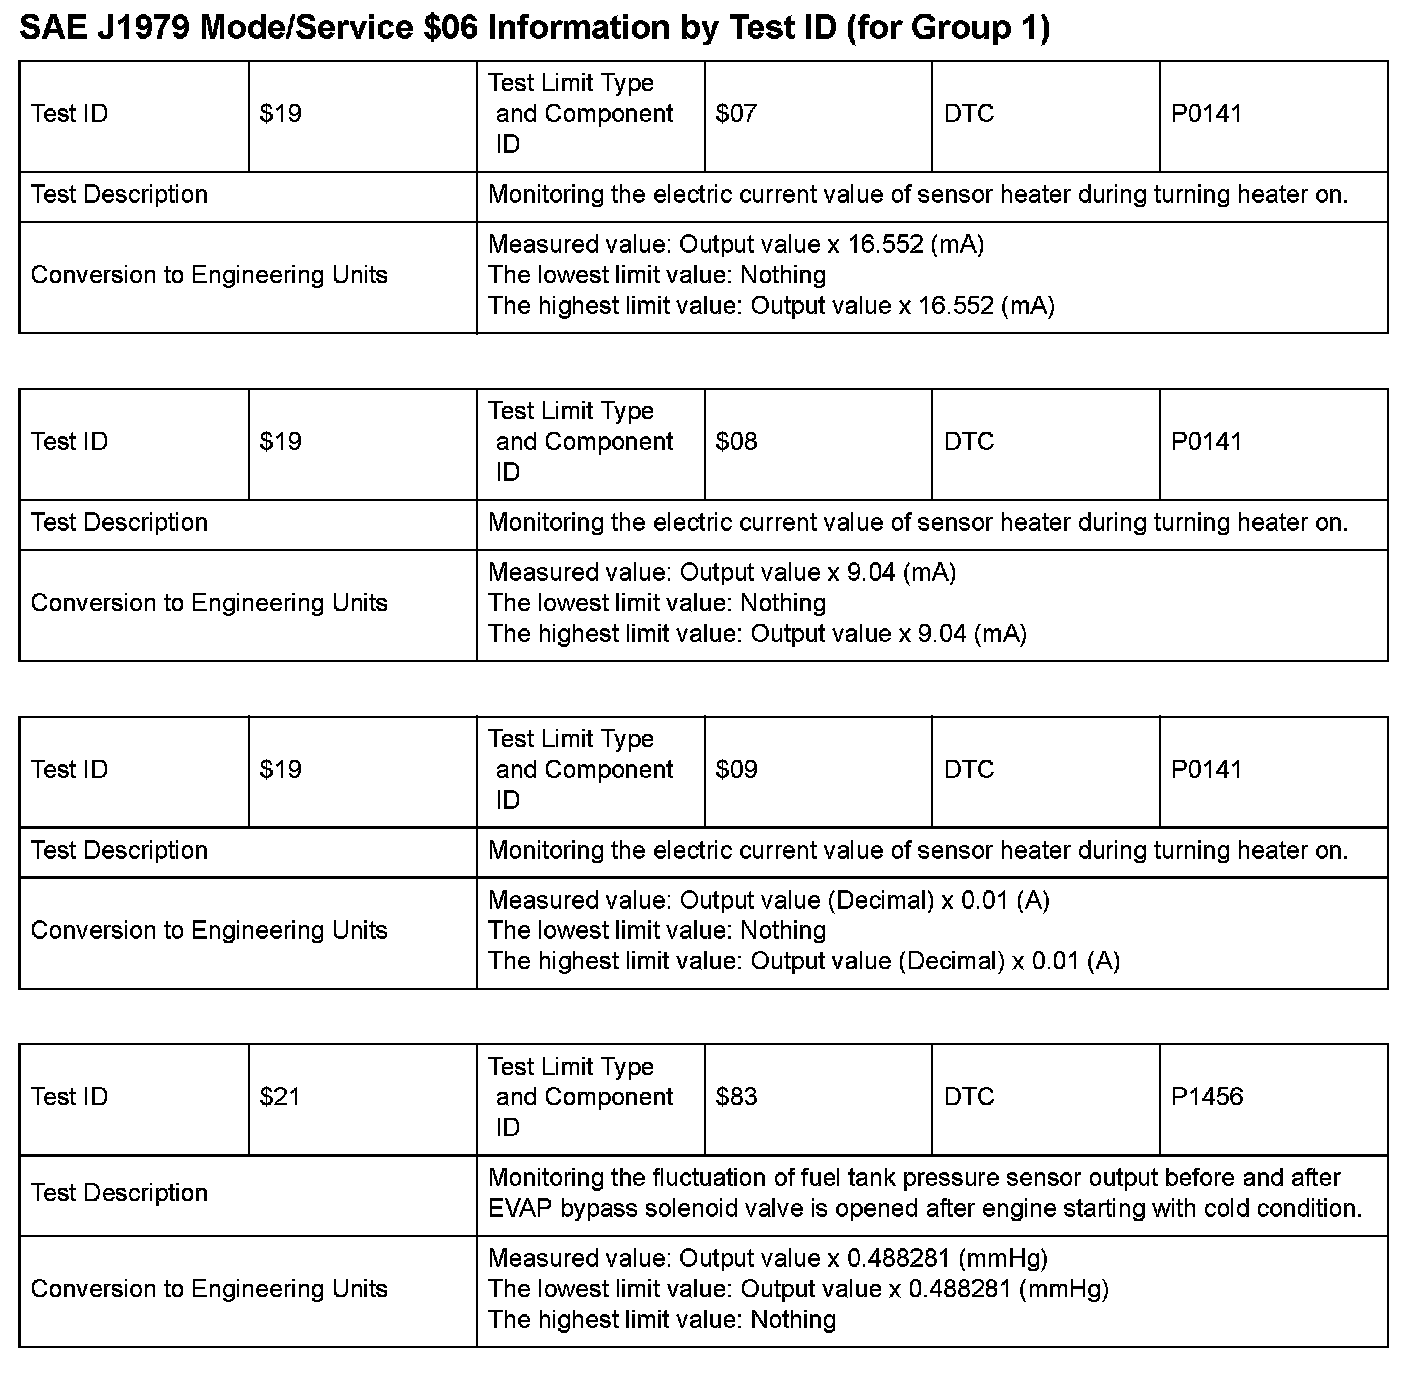 SAE J1979 Mode/Service $06 Information by Test ID (for Group 1)
Test ID
$19
Test Limit Type
and Component
ID
$07
DTC
P0141
Test Description
Monitoring the electric current value of sensor heater during turning heater on.
Conversion to Engineering Units
Measured value: Output value x 16.552 (mA)
The lowest limit value: Nothing
The highest limit value: Output value x 16.552 (mA)
Test ID
$19
Test Limit Type
and Component
ID
$08
DTC
P0141
Test Description
Monitoring the electric current value of sensor heater during turning heater on.
Conversion to Engineering Units
Measured value: Output value x 9.04 (mA)
The lowest limit value: Nothing
The highest limit value: Output value x 9.04 (mA)
Test ID
$19
Test Limit Type
and Component
ID
$09
DTC
P0141
Test Description
Monitoring the electric current value of sensor heater during turning heater on.
Conversion to Engineering Units
Measured value: Output value (Decimal) x 0.01 (A)
The lowest limit value: Nothing
The highest limit value: Output value (Decimal) x 0.01 (A)
Test ID
$21
Test Limit Type
and Component
ID
$83
DTC
P1456
Test Description
Monitoring the fluctuation of fuel tank pressure sensor output before and after
EVAP bypass solenoid valve is opened after engine starting with cold condition.
Conversion to Engineering Units
Measured value: Output value x 0.488281 (mmHg)
The lowest limit value: Output value x 0.488281 (mmHg)
The highest limit value: Nothing